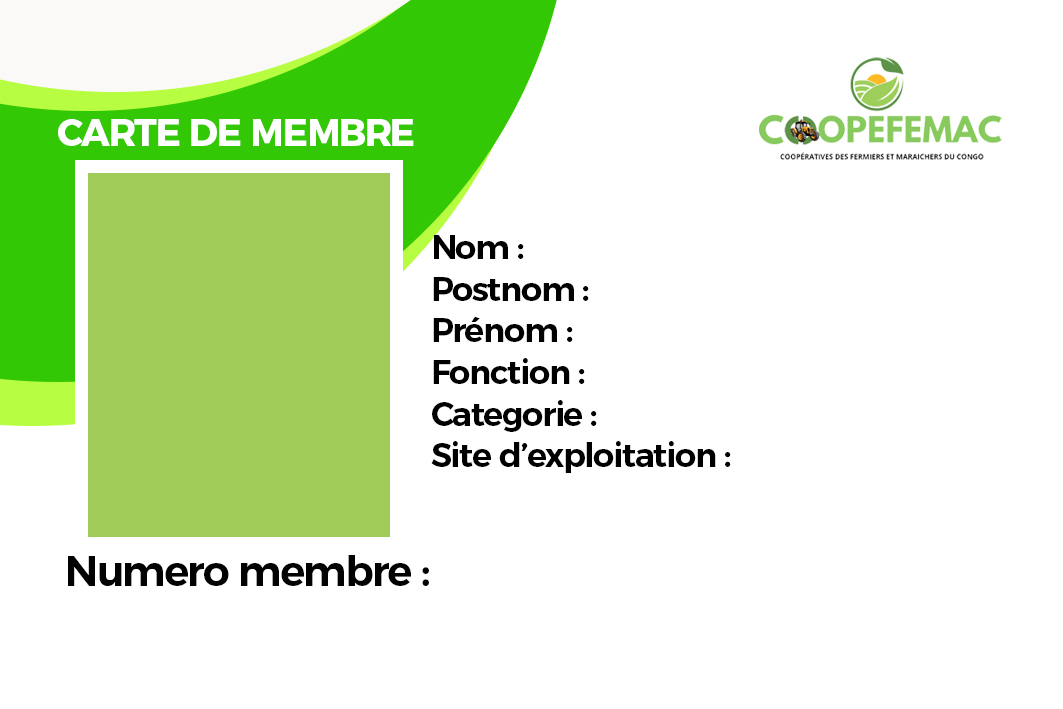 CARTE DE MEMBRE
COOPEFEMAC
COOPÉRATIVES DES FERMIERS ET MARAICHERS DU CONGO
Nom :
Postnom :
Prénom :
Fonction :
Categorie :
Site d’exploitation :
Numero membre :